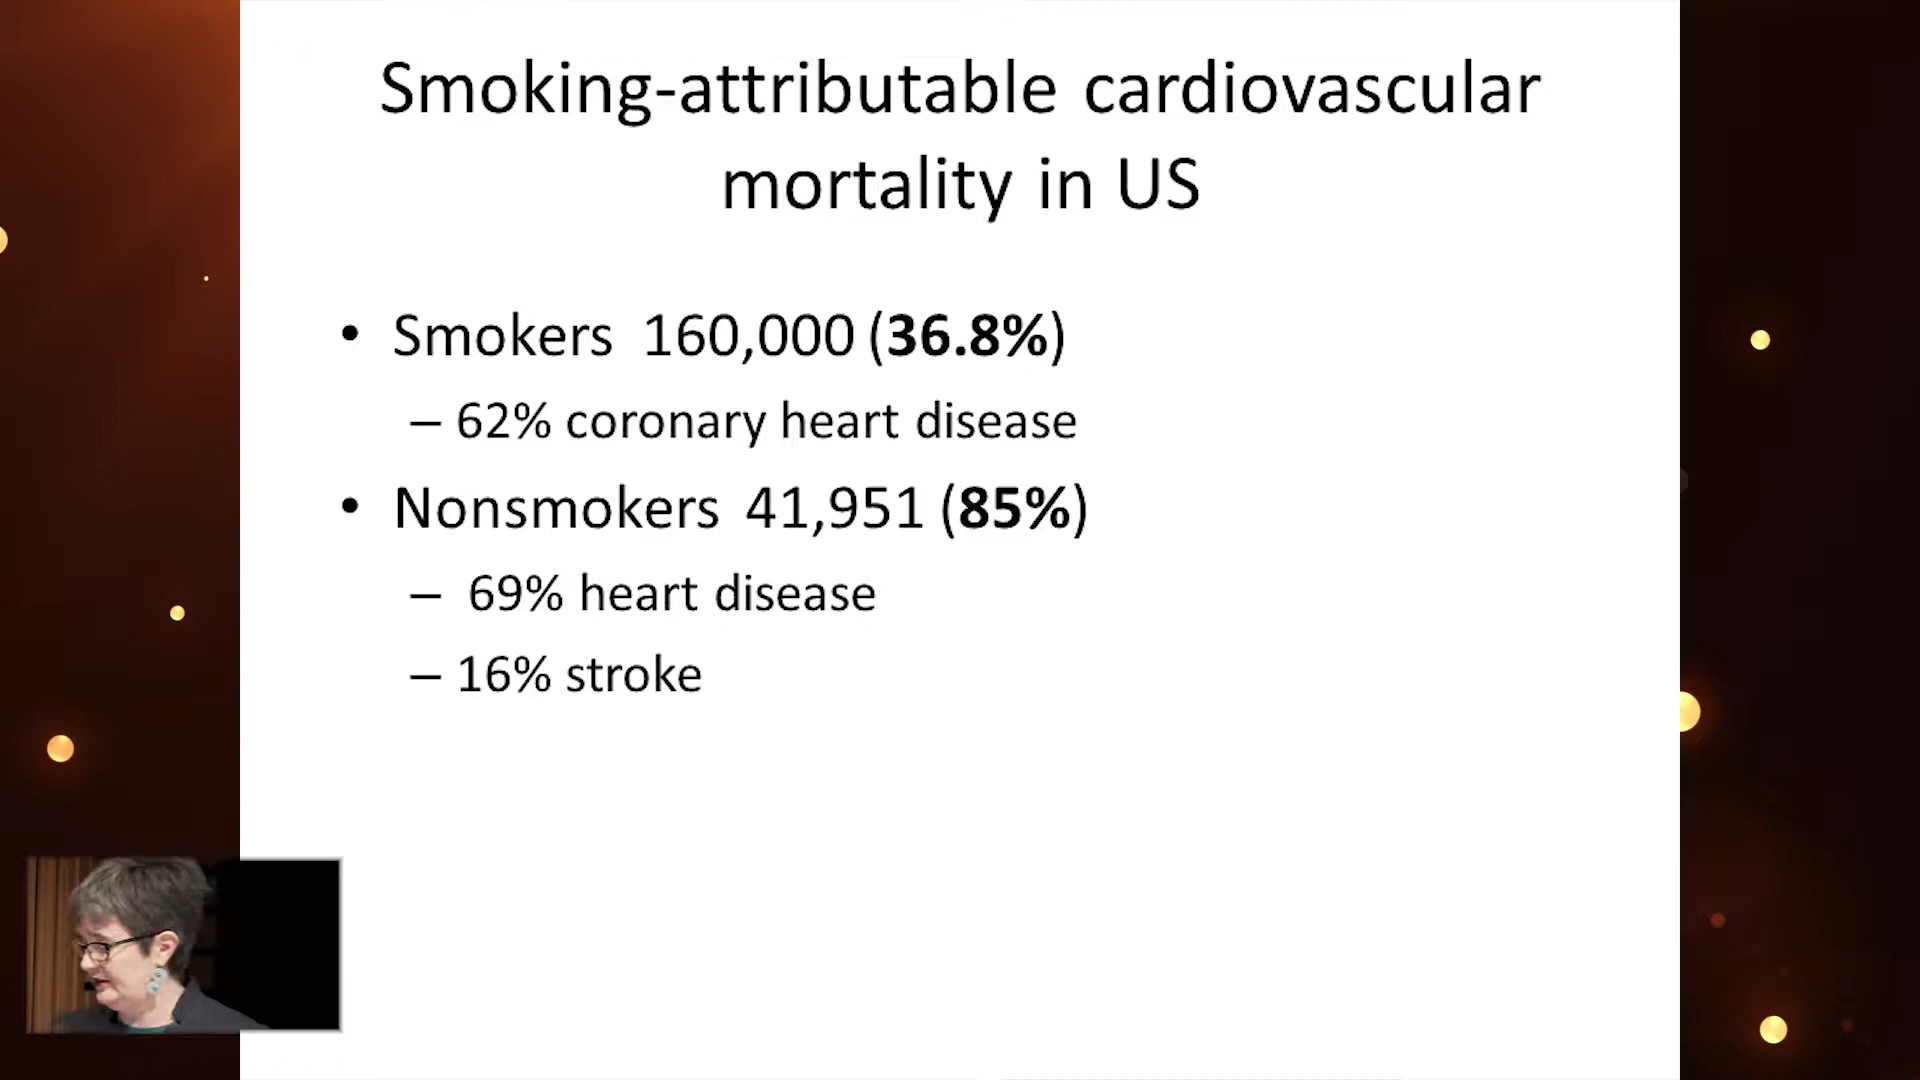 Smoking-attributable cardiovascular
mortality in US
• Smokers 160,000 (36.8%)
– 62% coronary heart disease
• Nonsmokers 41,951 (85%)
– 69% heart disease
– 16% stroke